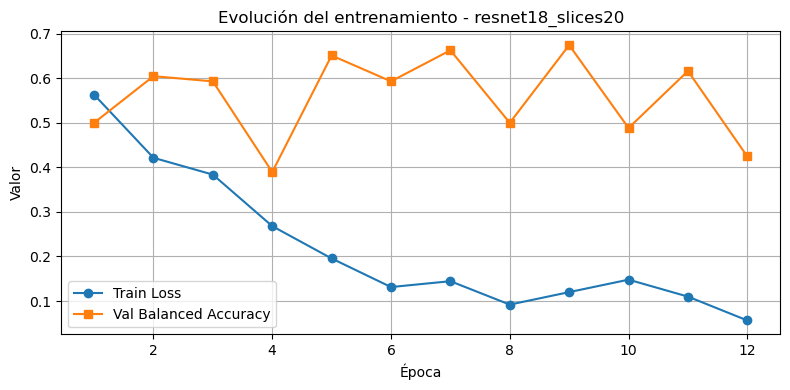 Evolución del entrenamiento - resnet18_slices20
0.7
0.6
0.5
0.4
0.3
0.2
0.1
Valor
Train Loss
Val Balanced Accuracy
2
4
6
8
10
12
Época